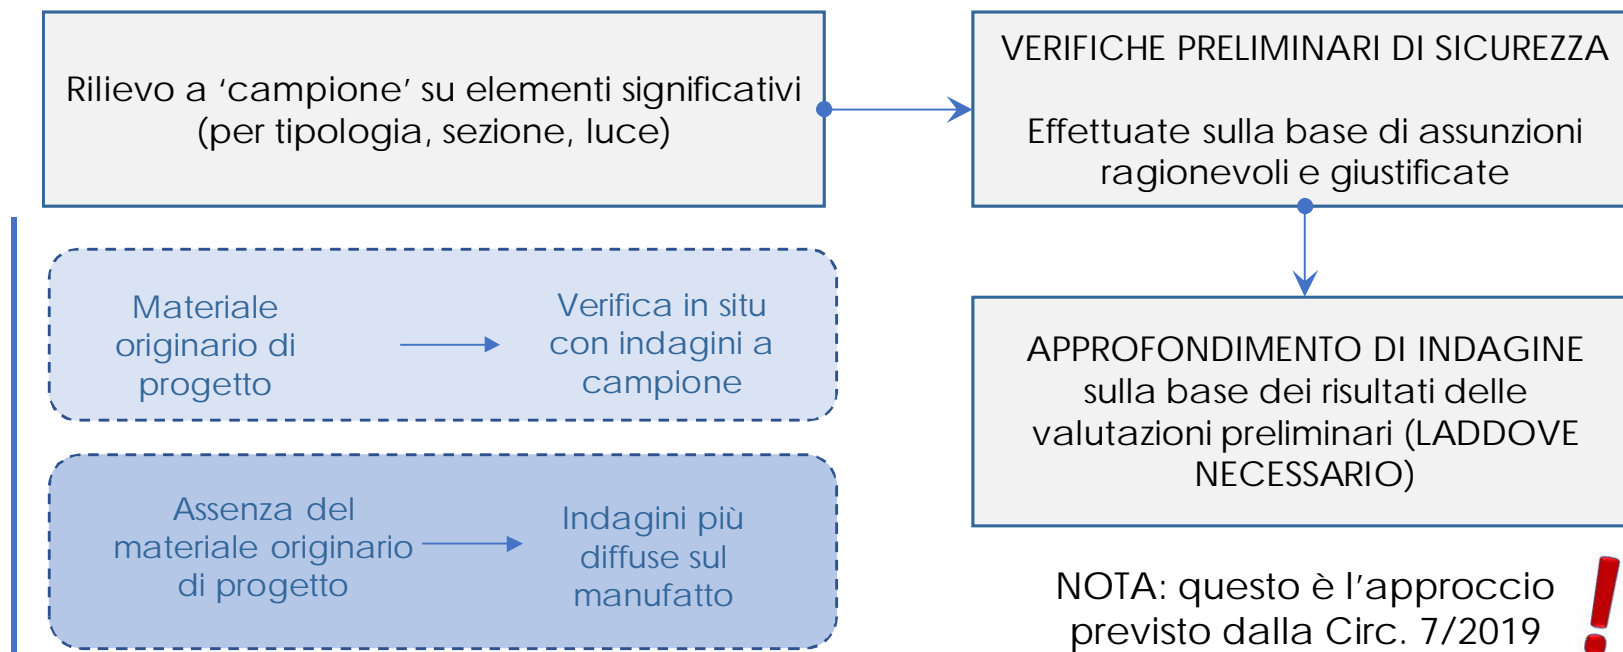 Rilievo a ‘campione’ su elementi significativi
(per tipologia, sezione, luce)
VERIFICHE PRELIMINARI DI SICUREZZA
Effettuate sulla base di assunzioni
ragionevoli e giustificate
Materiale
originario di
progetto
Verifica in situ
con indagini a
campione
Assenza del
materiale originario
di progetto
Indagini più
diffuse sul
manufatto
APPROFONDIMENTO DI INDAGINE
sulla base dei risultati delle
valutazioni preliminari (LADDOVE
NECESSARIO)
NOTA: questo è l’approccio
previsto dalla Circ. 7/2019
!